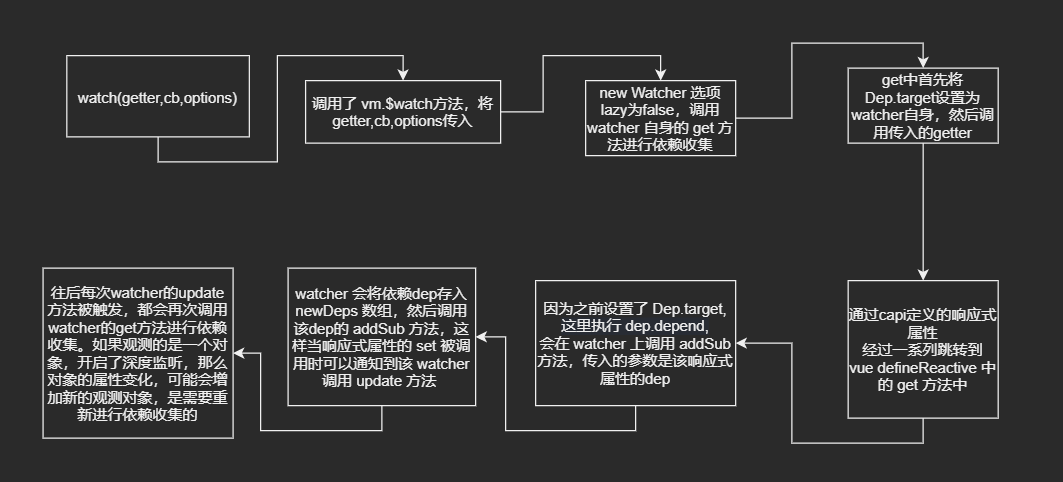 watch(getter,cb,options)
调用了 vm.$watch方法，将
getter,cb,options传入
new Watcher 选项
lazy为false，调用
watcher 自身的 get 方
法进行依赖收集
get中首先将
Dep.target设置为
watcher自身，然后调
用传入的getter
通过capi定义的响应式
属性
经过一系列跳转到
vue defineReactive 中
的 get 方法中
因为之前设置了 Dep.target,
这里执行 dep.depend,
会在 watcher 上调用 addSub
方法，传入的参数是该响应式
属性的dep
watcher 会将依赖dep存入
newDeps 数组，然后调用
该dep的 addSub 方法，这
样当响应式属性的 set 被调
用时可以通知到该 watcher
调用 update 方法
往后每次watcher的update
方法被触发，都会再次调用
watcher的get方法进行依赖
收集。如果观测的是一个对
象，开启了深度监听，那么
对象的属性变化，可能会增
加新的观测对象，是需要重
新进行依赖收集的